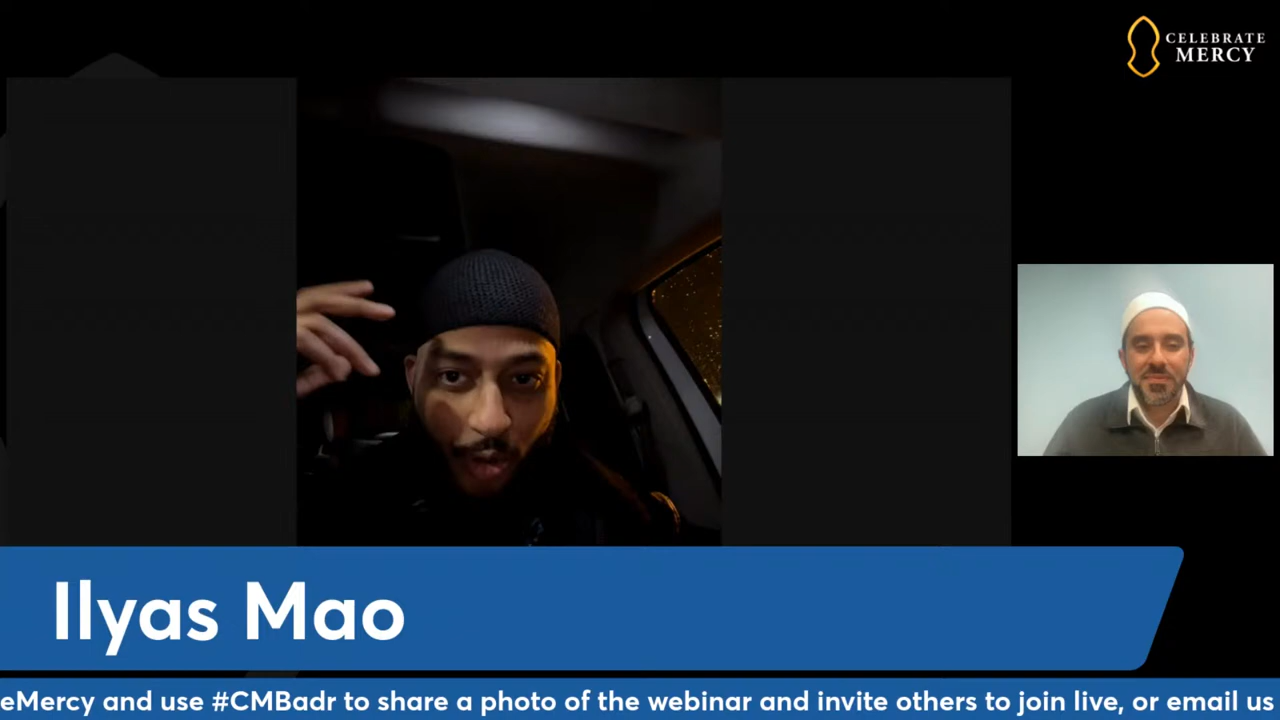 CELEBRATE
MERCY
Ilyas Mao
eMercy and use #CMBadr to share a photo of the webinar and invite others to join live, or email us